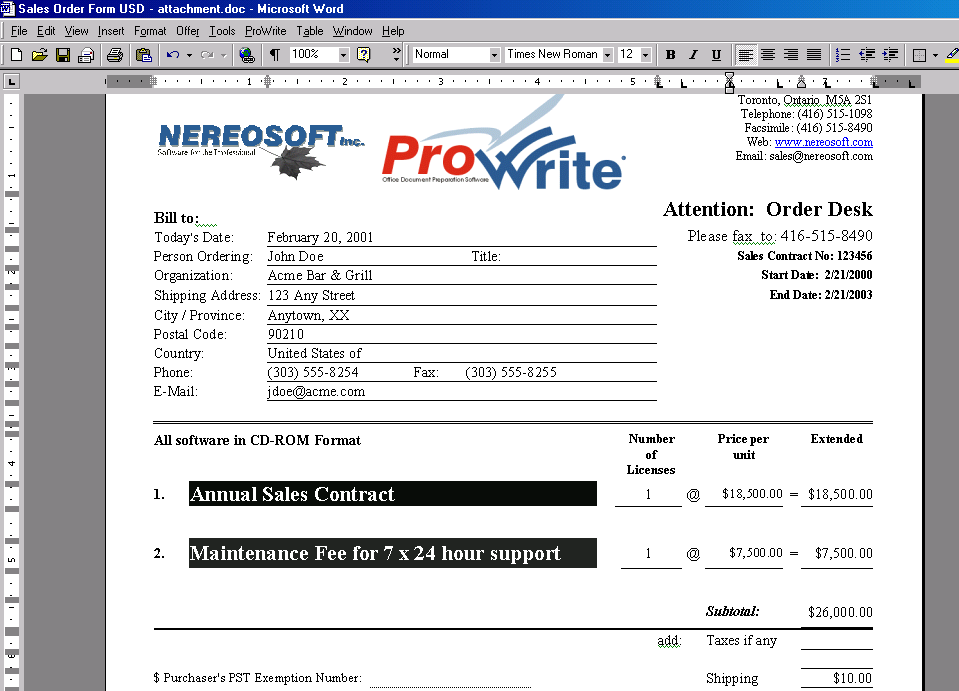 Sales Order Form USD - attachment.doc - Microsoft Word
File Edit View Insert Format Offer Tools ProWrite Table Window Help
100% Normal Times New Roman 12 B I U
1 2 3 4 5 7
Toronto, Ontario M5A 2S1
Telephone: (416) 515-1098
Facsimile: (416) 515-8490
Web: www.nereosoft.com
Email: sales@nereosoft.com
NEREOSOFT Inc.
Software for the Professional
ProWrite
Office Document Preparation Software
Attention: Order Desk
Please fax to: 416-515-8490
Sales Contract No: 123456
Start Date: 2/21/2000
End Date: 2/21/2003
Bill to:
Today's Date: February 20, 2001
Person Ordering: John Doe Title:
Organization: Acme Bar & Grill
Shipping Address: 123 Any Street
City / Province: Anytown, XX
Postal Code: 90210
Country: United States of
Phone: (303) 555-8254 Fax: (303) 555-8255
E-Mail: jdoe@acme.com
All software in CD-ROM Format
Number of Licenses
Price per unit
Extended
1. Annual Sales Contract 1 @ $18,500.00 = $18,500.00
2. Maintenance Fee for 7 x 24 hour support 1 @ $7,500.00 = $7,500.00
Subtotal: $26,000.00
add: Taxes if any
$ Purchaser's PST Exemption Number: Shipping $10.00